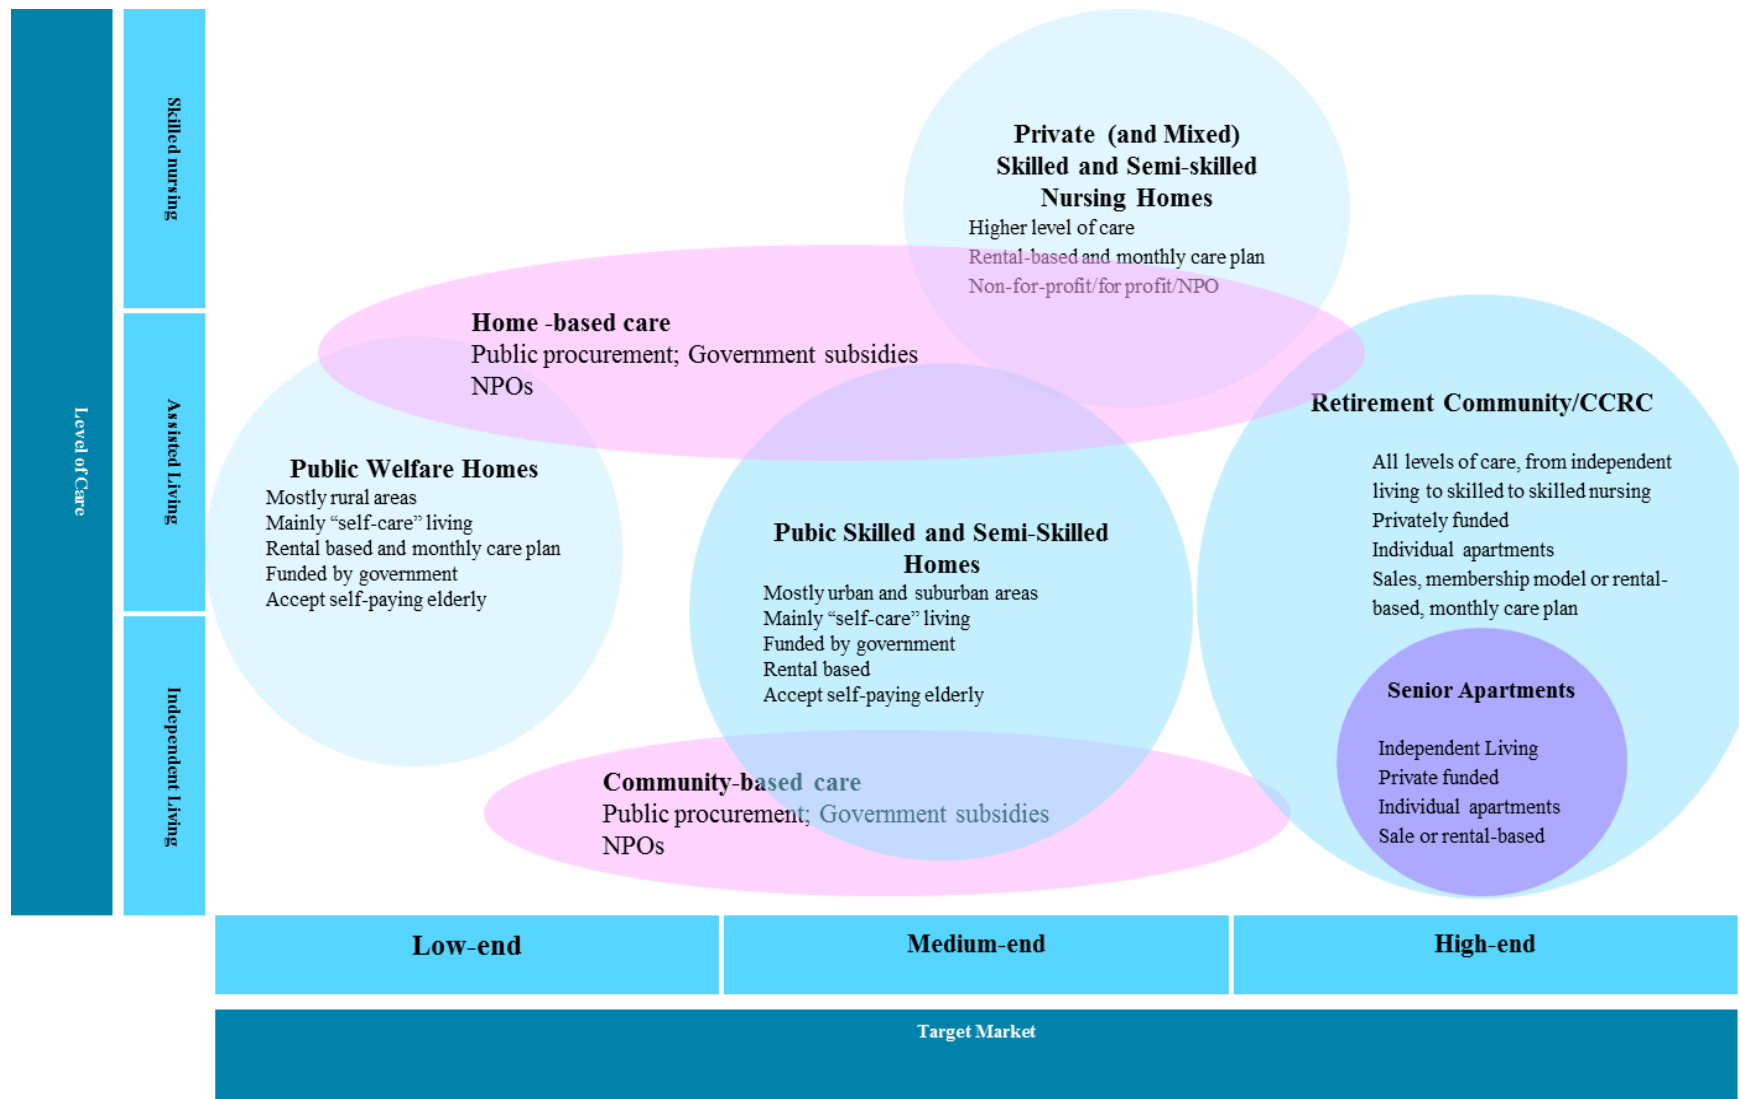 Level of Care
Skilled nursing
Assisted Living
Independent Living
Private (and Mixed)
Skilled and Semi-skilled
Nursing Homes
Higher level of care
Rental-based and monthly care plan
Non-for-profit/for profit/NPO
Home -based care
Public procurement; Government subsidies
NPOs
Public Welfare Homes
Mostly rural areas
Mainly “self-care” living
Rental based and monthly care plan
Funded by government
Accept self-paying elderly
Pubic Skilled and Semi-Skilled
Homes
Mostly urban and suburban areas
Mainly “self-care” living
Funded by government
Rental based
Accept self-paying elderly
Retirement Community/CCRC
All levels of care, from independent
living to skilled to skilled nursing
Privately funded
Individual apartments
Sales, membership model or rental-
based, monthly care plan
Senior Apartments
Independent Living
Private funded
Individual apartments
Sale or rental-based
Community-based care
Public procurement; Government subsidies
NPOs
Low-end
Medium-end
High-end
Target Market